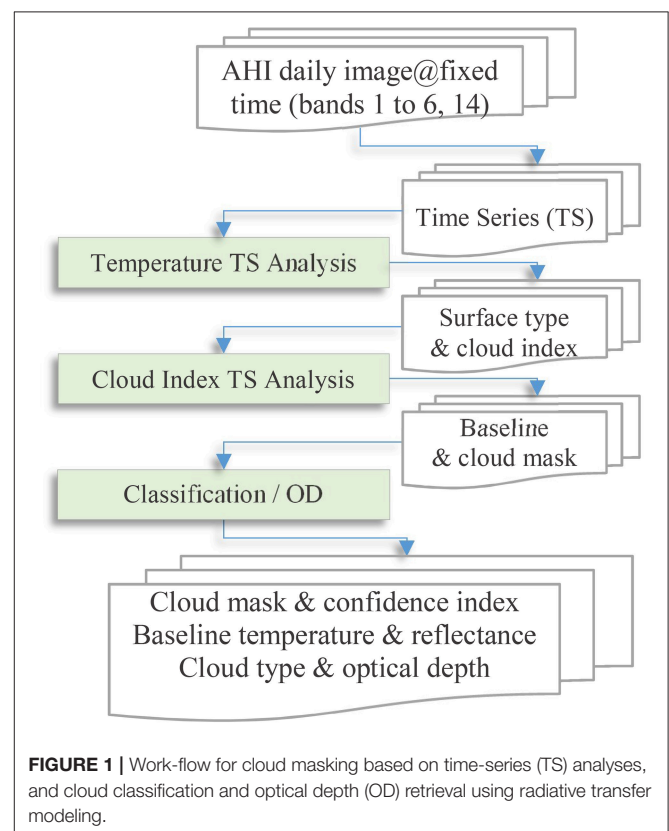 AHI daily image@fixed
time (bands 1 to 6, 14)
Time Series (TS)
Temperature TS Analysis
Surface type
& cloud index
Cloud Index TS Analysis
Baseline
& cloud mask
Classification / OD
Cloud mask & confidence index
Baseline temperature & reflectance
Cloud type & optical depth
FIGURE 1 | Work-flow for cloud masking based on time-series (TS) analyses,
and cloud classification and optical depth (OD) retrieval using radiative transfer
modeling.